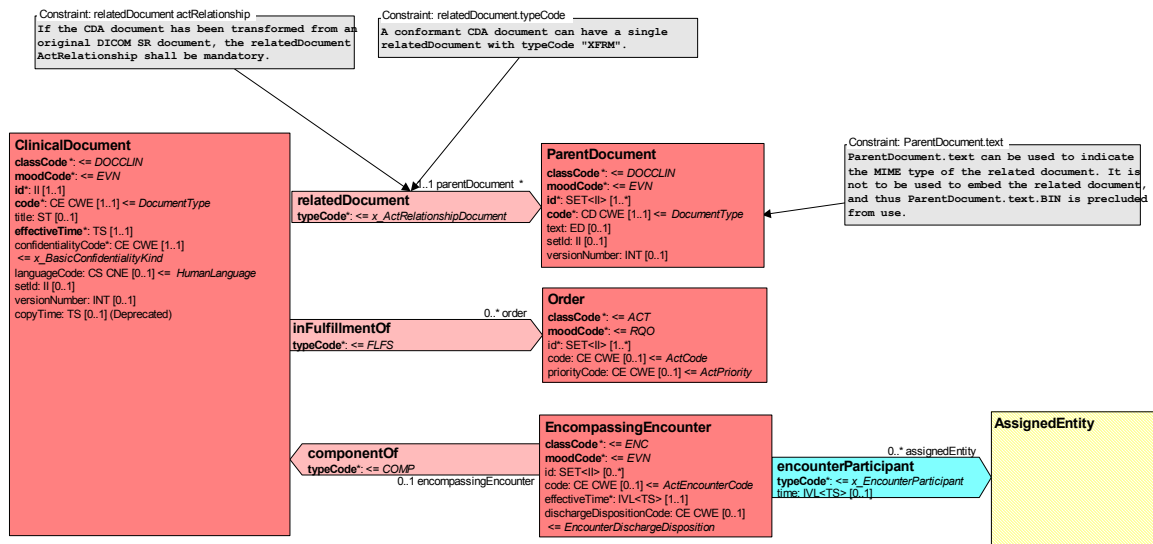 Constraint: relatedDocument actRelationship
If the CDA document has been transformed from an
original DICOM SR document, the relatedDocument
ActRelationship shall be mandatory.
Constraint: relatedDocument.typeCode
A conformant CDA document can have a single
relatedDocument with typeCode "XFRM".
ClinicalDocument
classCode*: <= DOCCLIN
moodCode*: <= EVN
id*: II [1..1]
code*: CE CWE [1..1] <= DocumentType
title: ST [0..1]
effectiveTime*: TS [1..1]
confidentialityCode*: CE CWE [1..1]
<= x_BasicConfidentialityKind
languageCode: CS CNE [0..1] <= HumanLanguage
setId: II [0..1]
versionNumber: INT [0..1]
copyTime: TS [0..1] (Deprecated)
1..1 parentDocument *
relatedDocument
typeCode*: <= x_ActRelationshipDocument
ParentDocument
classCode*: <= DOCCLIN
moodCode*: <= EVN
id*: SET<II> [1..*]
code*: CD CWE [1..1] <= DocumentType
text: ED [0..1]
setId: II [0..1]
versionNumber: INT [0..1]
Constraint: ParentDocument.text
ParentDocument.text can be used to indicate
the MIME type of the related document. It is
not to be used to embed the related document,
and thus ParentDocument.text.BIN is precluded
from use.
0..* order
inFulfillmentOf
typeCode*: <= FLFS
Order
classCode*: <= ACT
moodCode*: <= RQO
id*: SET<II> [1..*]
code: CE CWE [0..1] <= ActCode
priorityCode: CE CWE [0..1] <= ActPriority
componentOf
typeCode*: <= COMP
0..1 encompassingEncounter
EncompassingEncounter
classCode*: <= ENC
moodCode*: <= EVN
id: SET<II> [0..*]
code: CE CWE [0..1] <= ActEncounterCode
effectiveTime*: IVL<TS> [1..1]
dischargeDispositionCode: CE CWE [0..1]
<= EncounterDischargeDisposition
0..* assignedEntity
encounterParticipant
typeCode*: <= x_EncounterParticipant
time: IVL<TS> [0..1]
AssignedEntity